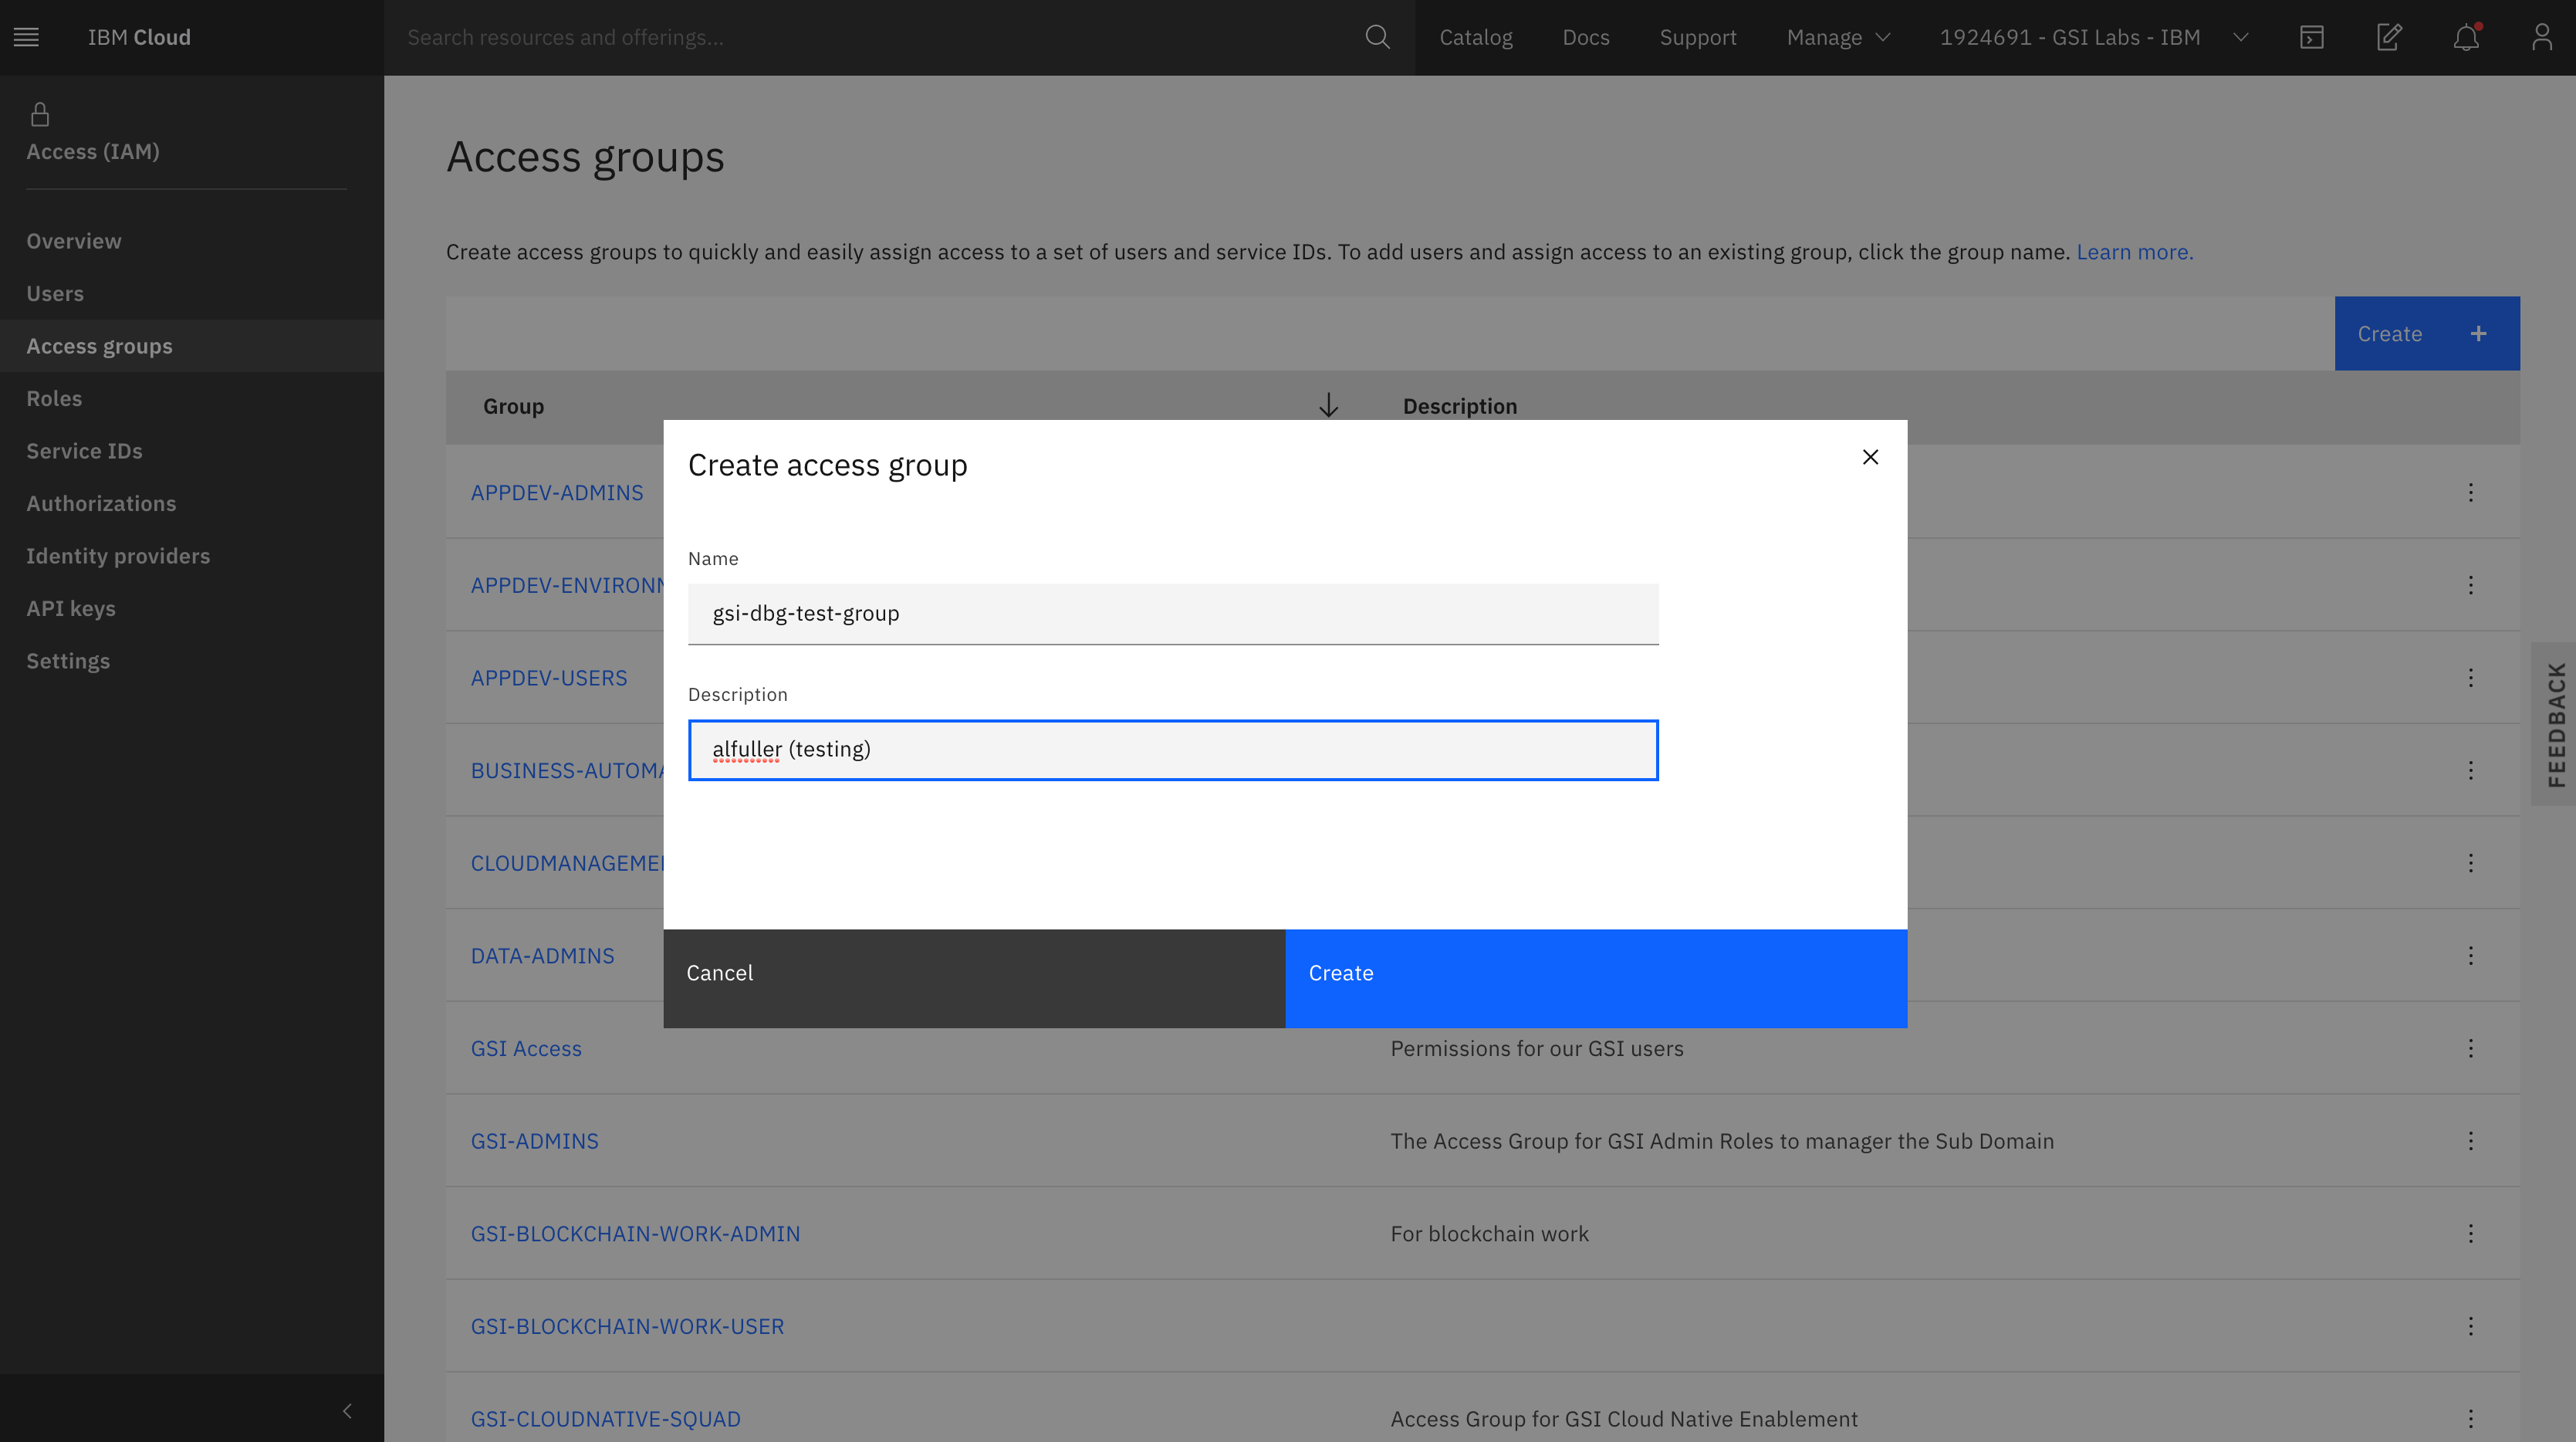 IBM Cloud
Search resources and offerings...
Catalog
Docs
Support
Manage
1924691 - GSI Labs - IBM
Access (IAM)
Overview
Users
Access groups
Roles
Service IDs
Authorizations
Identity providers
API keys
Settings
Access groups
Create access groups to quickly and easily assign access to a set of users and service IDs. To add users and assign access to an existing group, click the group name. Learn more.
Create +
Group
Description
APPDEV-ADMINS
APPDEV-USERS
DATA-ADMINS
GSI Access
Permissions for our GSI users
GSI-ADMINS
The Access Group for GSI Admin Roles to manager the Sub Domain
GSI-BLOCKCHAIN-WORK-ADMIN
For blockchain work
GSI-BLOCKCHAIN-WORK-USER
GSI-CLOUDNATIVE-SQUAD
Access Group for GSI Cloud Native Enablement
Create access group
Name
gsi-dbg-test-group
Description
alfuller (testing)
Cancel
Create
FEEDBACK